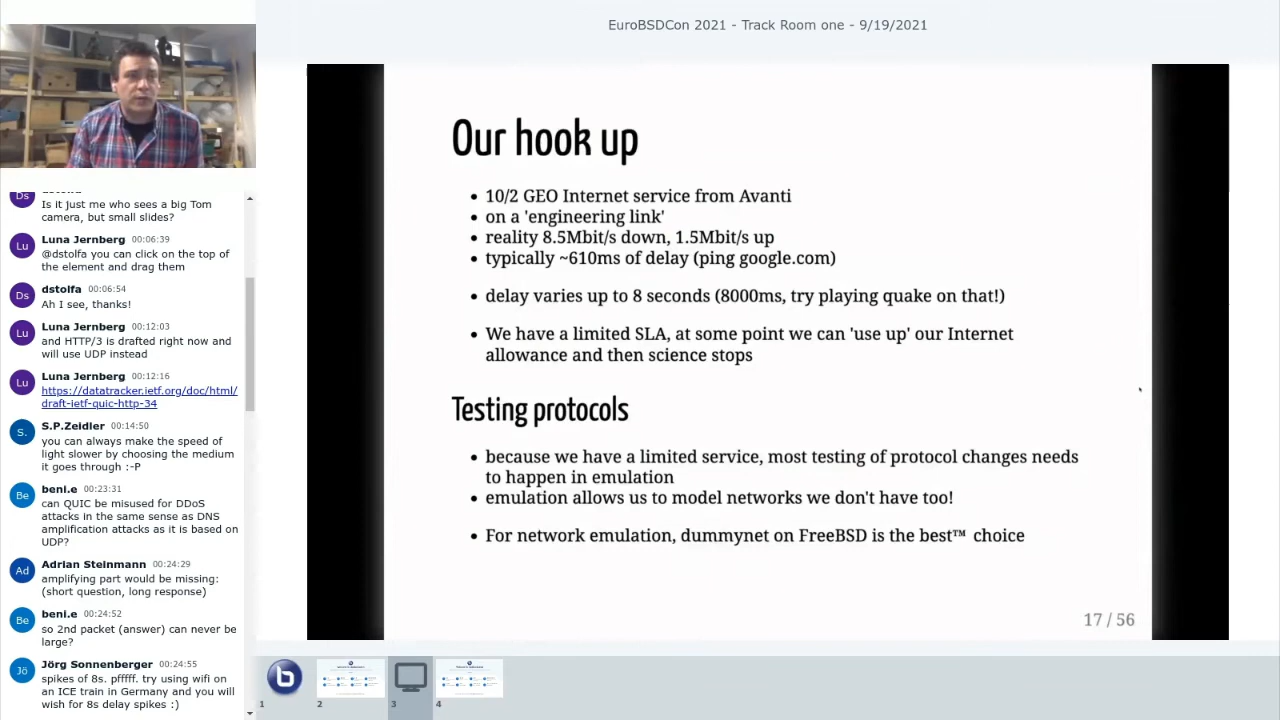 EuroBSDCon 2021 - Track Room one - 9/19/2021
Is it just me who sees a big Tom
camera, but small slides?
Lu
Luna Jernberg 00:06:39
@dstolfa you can click on the top of
the element and drag them
Ds
dstolfa 00:06:54
Ah I see, thanks!
Lu
Luna Jernberg 00:12:03
and HTTP/3 is drafted right now and
will use UDP instead
Lu
Luna Jernberg 00:12:16
https://datatracker.ietf.org/doc/html/
draft-ietf-quic-http-34
S.
S.P.Zeidler 00:14:50
you can always make the speed of
light slower by choosing the medium
it goes through :-P
Be
beni.e 00:23:31
can QUIC be misused for DDoS
attacks in the same sense as DNS
amplification attacks as it is based on
UDP?
Ad
Adrian Steinmann 00:24:29
amplifying part would be missing:
(short question, long response)
Be
beni.e 00:24:52
so 2nd packet (answer) can never be
large?
Jö
Jörg Sonnenberger 00:24:55
spikes of 8s. pfffff. try using wifi on
an ICE train in Germany and you will
wish for 8s delay spikes :)
Our hook up
• 10/2 GEO Internet service from Avanti
• on a 'engineering link'
• reality 8.5Mbit/s down, 1.5Mbit/s up
• typically ~610ms of delay (ping google.com)
• delay varies up to 8 seconds (8000ms, try playing quake on that!)
• We have a limited SLA, at some point we can 'use up' our Internet
allowance and then science stops
Testing protocols
• because we have a limited service, most testing of protocol changes needs
to happen in emulation
• emulation allows us to model networks we don't have too!
• For network emulation, dummynet on FreeBSD is the best™ choice
17 / 56
b
1
2
3
4